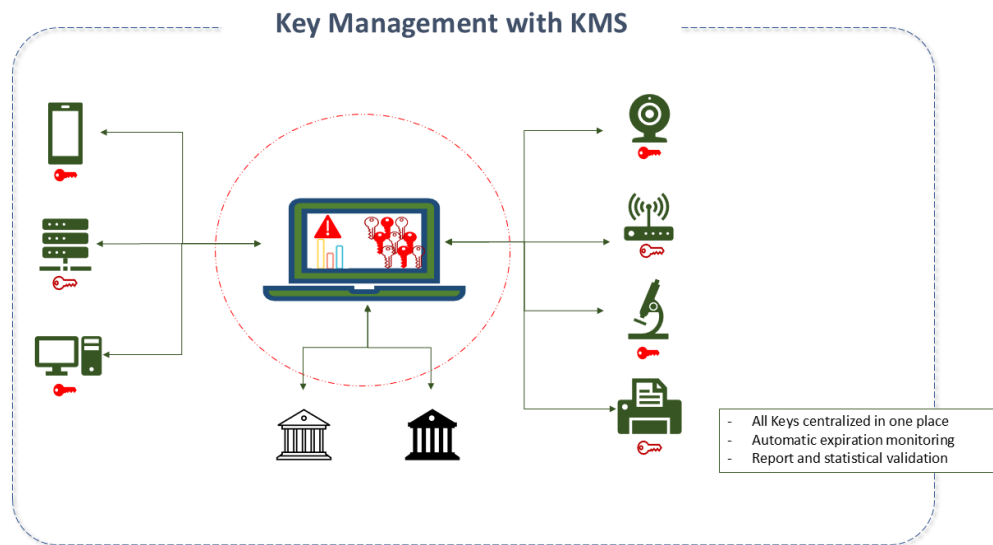 Key Management with KMS
- All Keys centralized in one place
- Automatic expiration monitoring
- Report and statistical validation